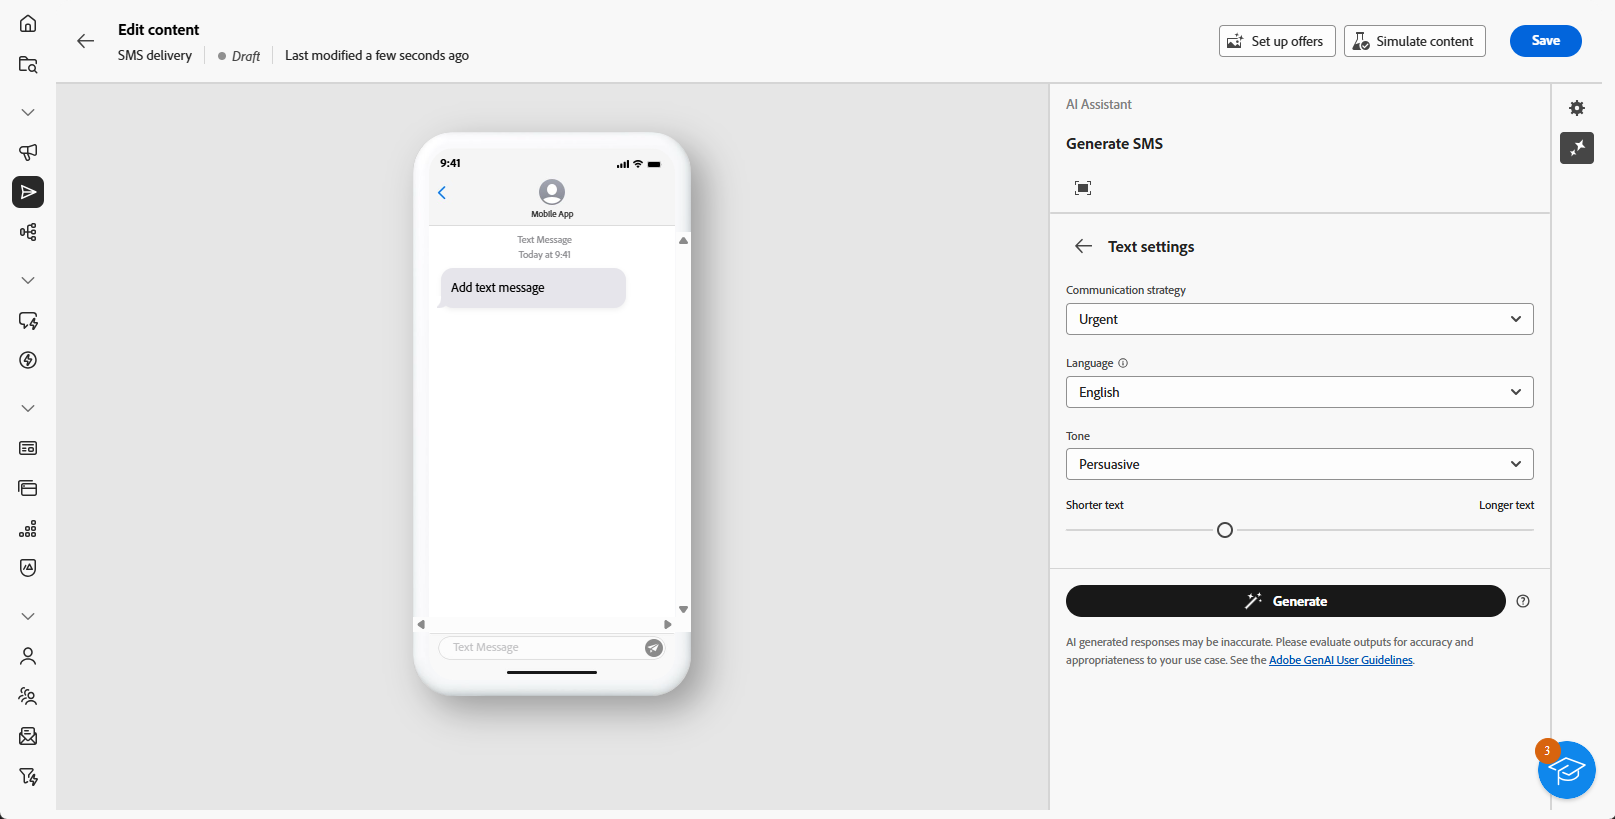 Edit content
SMS delivery
Draft
Last modified a few seconds ago
Set up offers
Simulate content
Save
9:41
Mobile App
Text Message
Today at 9:41
Add text message
Text Message
AI Assistant
Generate SMS
Text settings
Communication strategy
Urgent
Language
English
Tone
Persuasive
Shorter text
Longer text
Generate
AI generated responses may be inaccurate. Please evaluate outputs for accuracy and
appropriateness to your use case. See the Adobe GenAI User Guidelines.
3